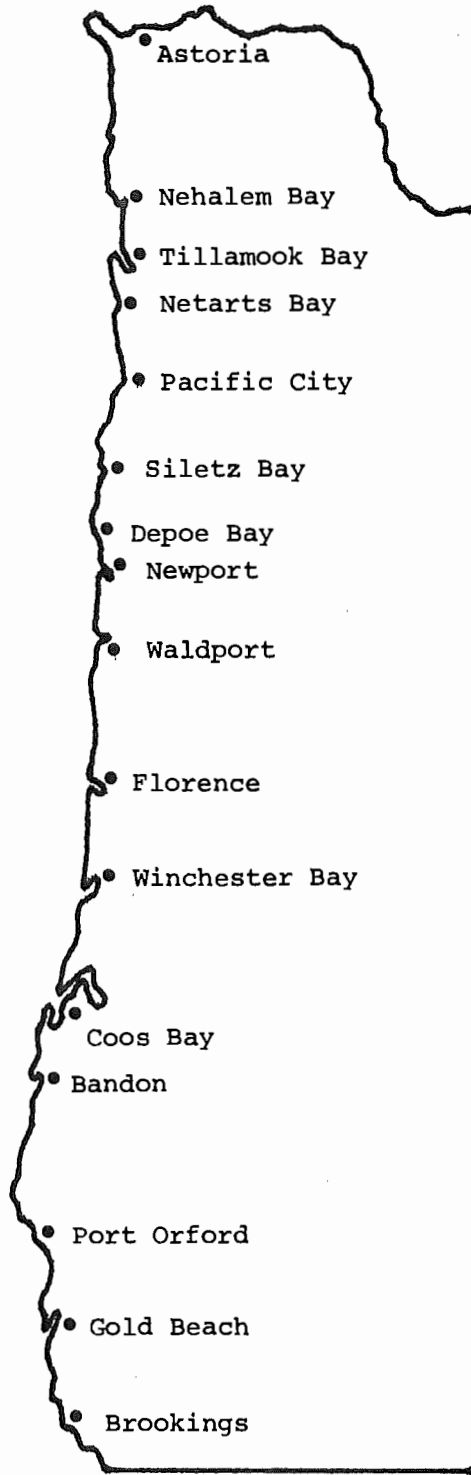 Astoria
Nehalem Bay
Tillamook Bay
Netarts Bay
Pacific City
Siletz Bay
Depoe Bay
Newport
Waldport
Florence
Winchester Bay
Coos Bay
Bandon
Port Orford
Gold Beach
Brookings